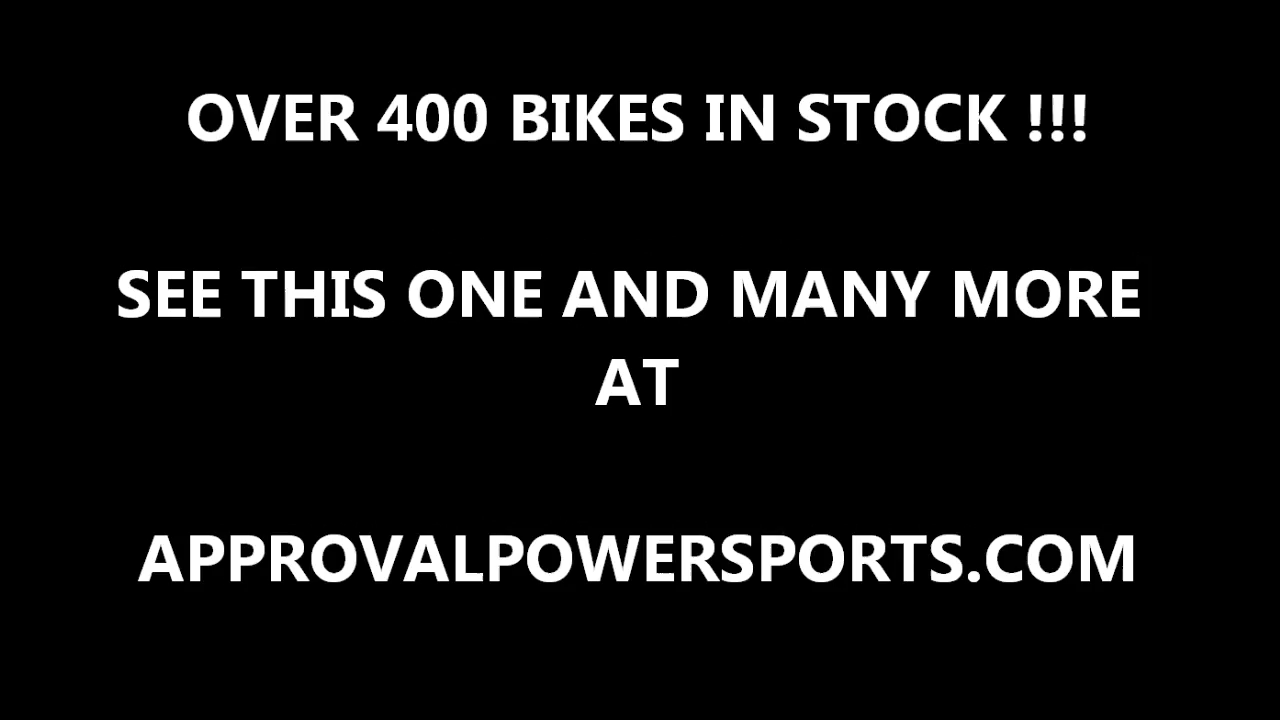 OVER 400 BIKES IN STOCK !!!
SEE THIS ONE AND MANY MORE
AT
APPROVALPOWERSPORTS.COM